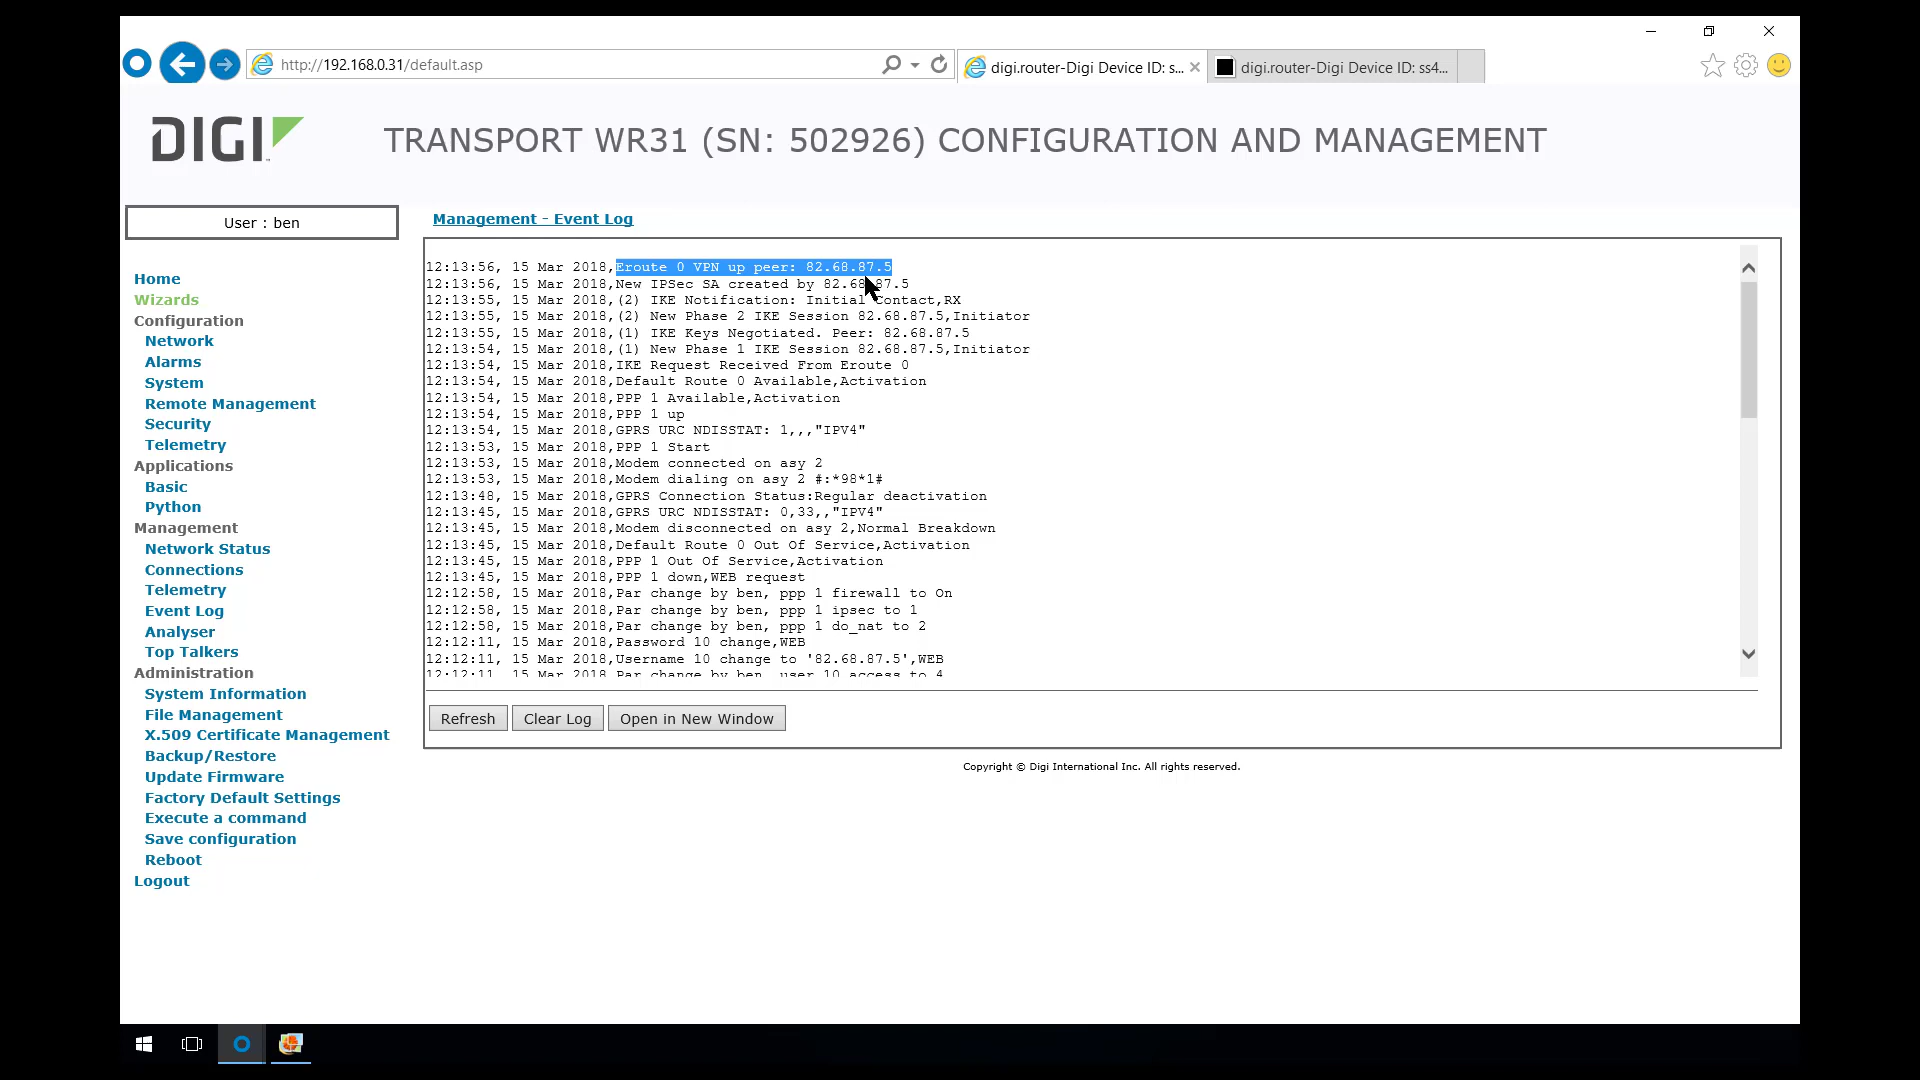 http://192.168.0.31/default.asp
digi.router-Digi Device ID: s...
digi.router-Digi Device ID: ss4...
DIGI
TRANSPORT WR31 (SN: 502926) CONFIGURATION AND MANAGEMENT
User : ben
Home
Wizards
Configuration
Network
Alarms
System
Remote Management
Security
Telemetry
Applications
Basic
Python
Management
Network Status
Connections
Telemetry
Event Log
Analyser
Top Talkers
Administration
System Information
File Management
X.509 Certificate Management
Backup/Restore
Update Firmware
Factory Default Settings
Execute a command
Save configuration
Reboot
Logout
Management - Event Log
12:13:56, 15 Mar 2018,Eroute 0 VPN up peer: 82.68.87.5
12:13:56, 15 Mar 2018,New IPSec SA created by 82.68.87.5
12:13:55, 15 Mar 2018,(2) IKE Notification: Initial Contact,RX
12:13:55, 15 Mar 2018,(2) New Phase 2 IKE Session 82.68.87.5,Initiator
12:13:55, 15 Mar 2018,(1) IKE Keys Negotiated. Peer: 82.68.87.5
12:13:54, 15 Mar 2018,(1) New Phase 1 IKE Session 82.68.87.5,Initiator
12:13:54, 15 Mar 2018,IKE Request Received From Eroute 0
12:13:54, 15 Mar 2018,Default Route 0 Available,Activation
12:13:54, 15 Mar 2018,PPP 1 Available,Activation
12:13:54, 15 Mar 2018,PPP 1 up
12:13:54, 15 Mar 2018,GPRS URC NDISSTAT: 1,,,"IPV4"
12:13:53, 15 Mar 2018,PPP 1 Start
12:13:53, 15 Mar 2018,Modem connected on asy 2
12:13:53, 15 Mar 2018,Modem dialing on asy 2 #:*98*1#
12:13:48, 15 Mar 2018,GPRS Connection Status:Regular deactivation
12:13:45, 15 Mar 2018,GPRS URC NDISSTAT: 0,33,,"IPV4"
12:13:45, 15 Mar 2018,Modem disconnected on asy 2,Normal Breakdown
12:13:45, 15 Mar 2018,Default Route 0 Out Of Service,Activation
12:13:45, 15 Mar 2018,PPP 1 Out Of Service,Activation
12:13:45, 15 Mar 2018,PPP 1 down,WEB request
12:12:58, 15 Mar 2018,Par change by ben, ppp 1 firewall to On
12:12:58, 15 Mar 2018,Par change by ben, ppp 1 ipsec to 1
12:12:58, 15 Mar 2018,Par change by ben, ppp 1 do_nat to 2
12:12:11, 15 Mar 2018,Password 10 change,WEB
12:12:11, 15 Mar 2018,Username 10 change to '82.68.87.5',WEB
12:12:11, 15 Mar 2018,Par change by ben, user 10 access to 4
Refresh
Clear Log
Open in New Window
Copyright © Digi International Inc. All rights reserved.